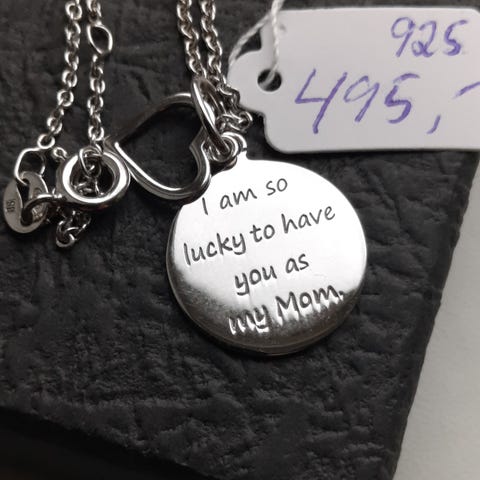 925
495,-
I am so
lucky to have
you as
my Mom.